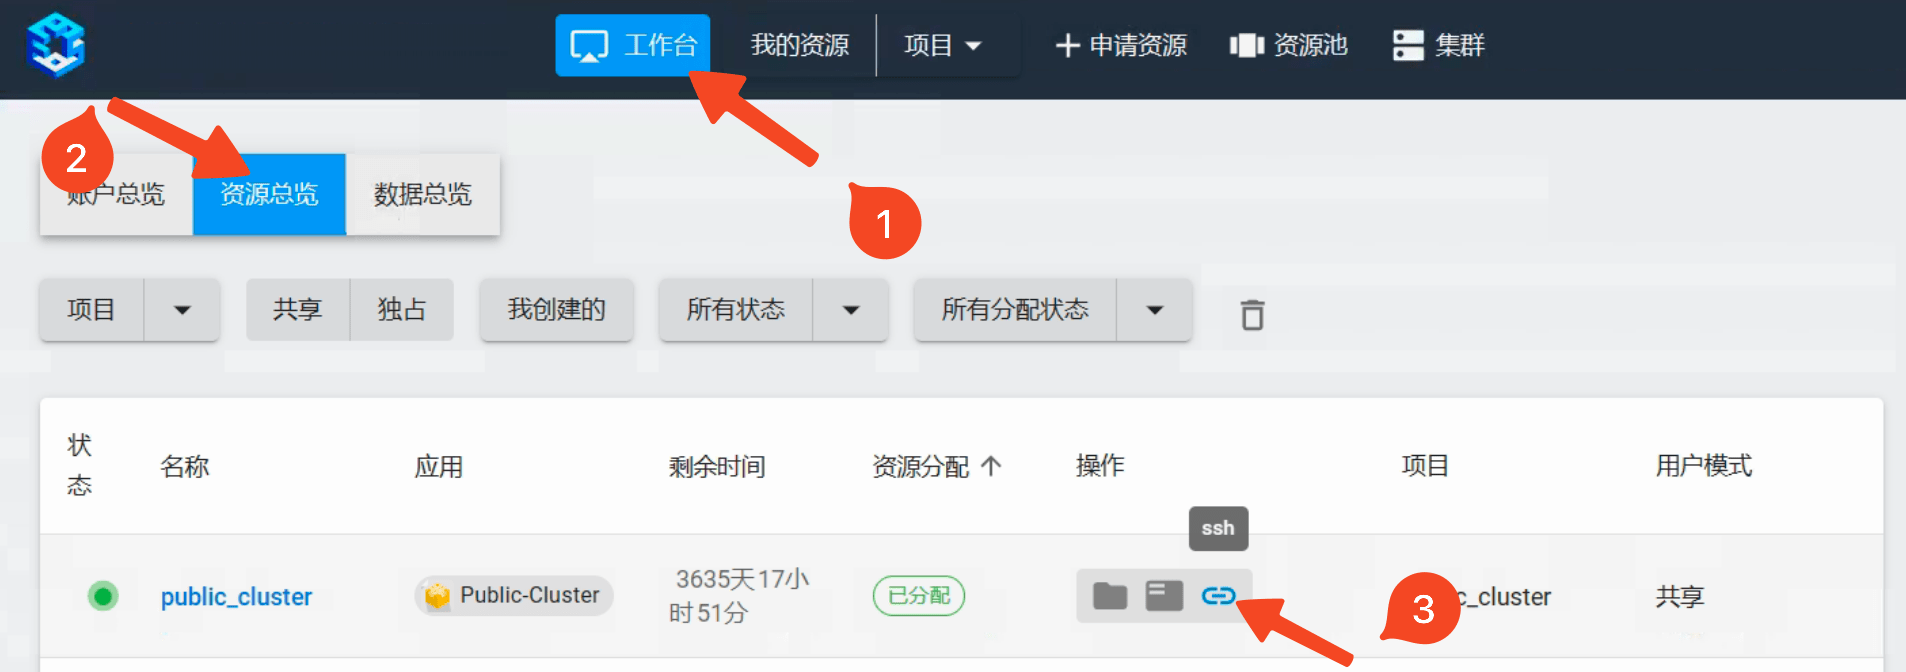 工作台
我的资源
项目
申请资源
资源池
集群
2
账户总览
资源总览
数据总览
1
项目
共享
独占
我创建的
所有状态
所有分配状态
状态
名称
应用
剩余时间
资源分配
操作
项目
用户模式
ssh
public_cluster
Public-Cluster
3635天17小
时51分
已分配
3
c_cluster
共享